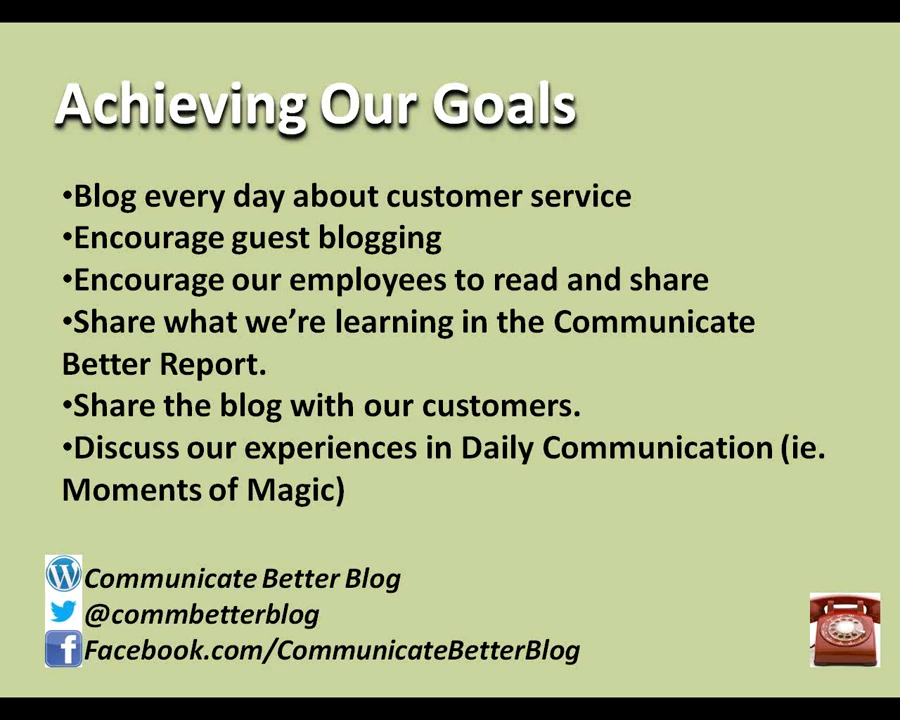 Achieving Our Goals
•Blog every day about customer service
•Encourage guest blogging
•Encourage our employees to read and share
•Share what we’re learning in the Communicate
Better Report.
•Share the blog with our customers.
•Discuss our experiences in Daily Communication (ie.
Moments of Magic)
Communicate Better Blog
@commbetterblog
Facebook.com/CommunicateBetterBlog